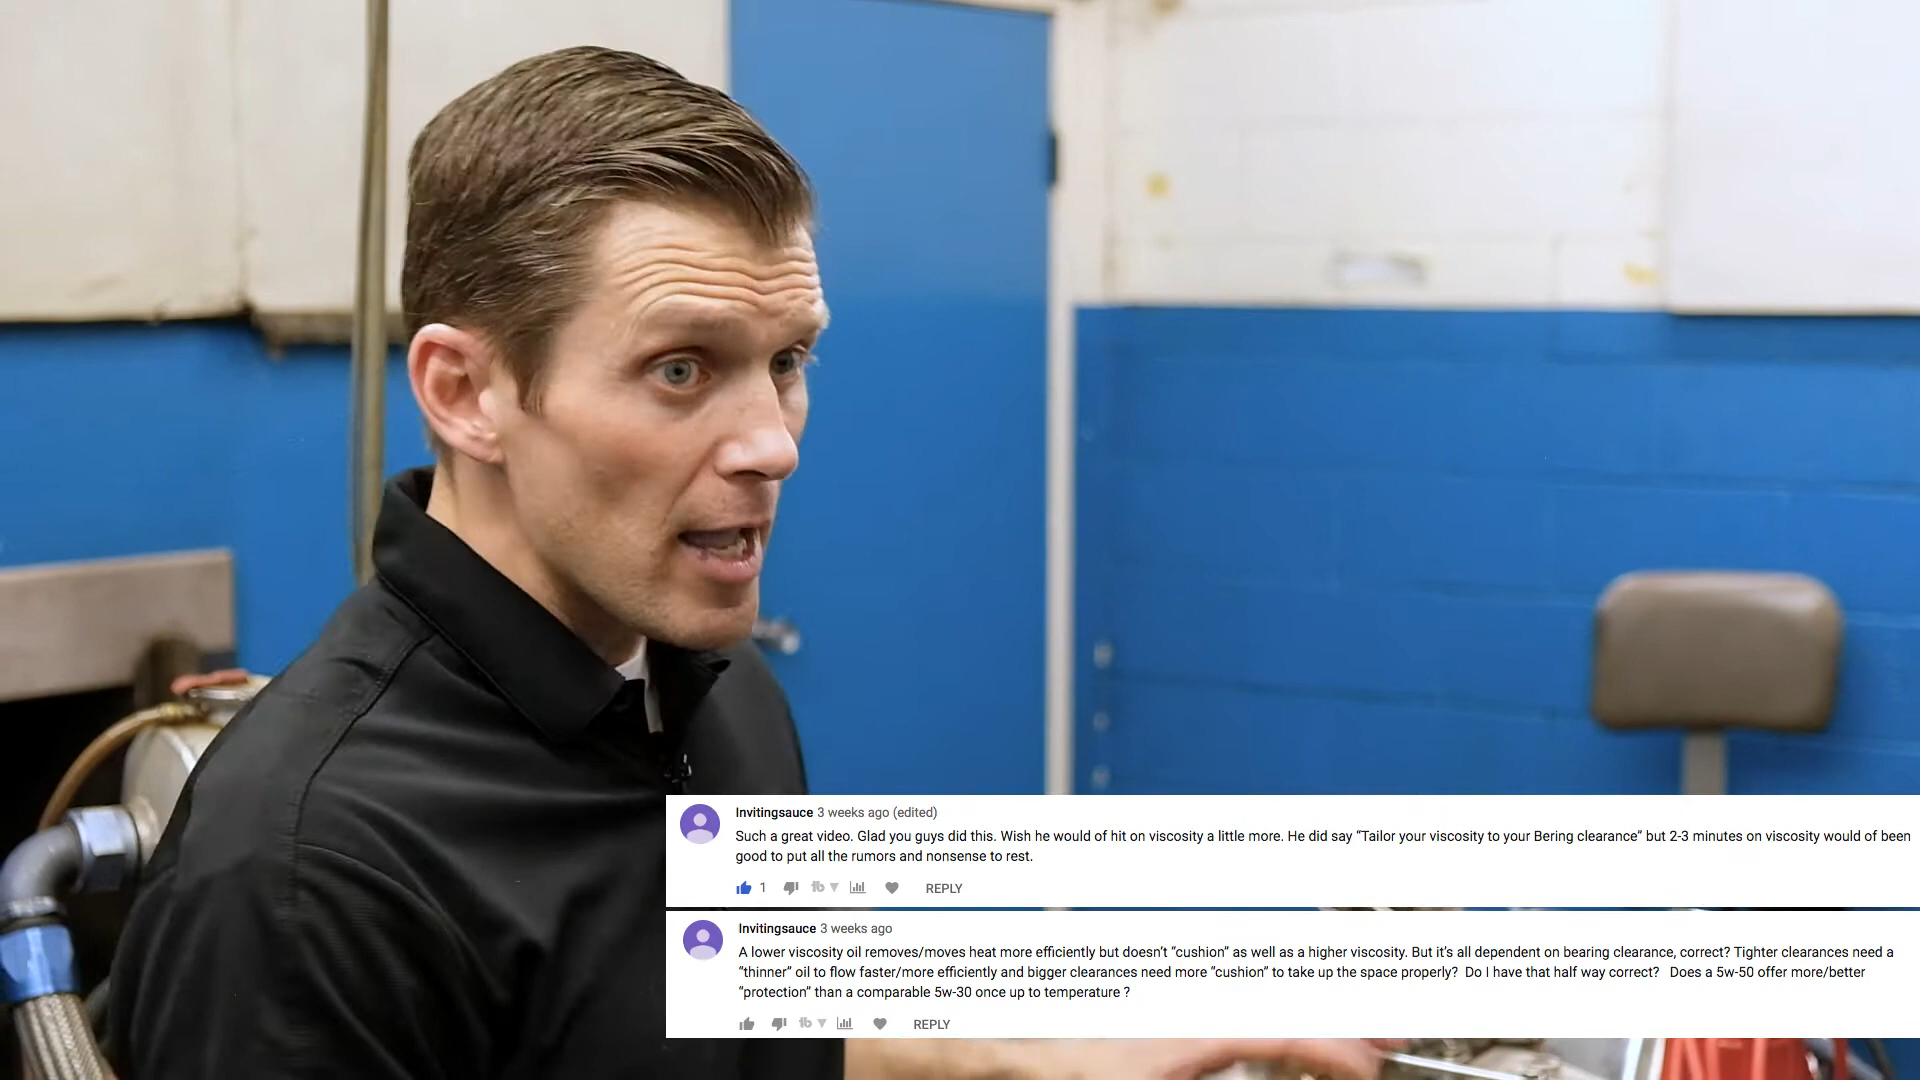 Invitingsauce 3 weeks ago (edited)
Such a great video. Glad you guys did this. Wish he would of hit on viscosity a little more. He did say “Tailor your viscosity to your Bering clearance” but 2-3 minutes on viscosity would of been
good to put all the rumors and nonsense to rest.
1 REPLY
Invitingsauce 3 weeks ago
A lower viscosity oil removes/moves heat more efficiently but doesn’t “cushion” as well as a higher viscosity. But it’s all dependent on bearing clearance, correct? Tighter clearances need a
“thinner” oil to flow faster/more efficiently and bigger clearances need more “cushion” to take up the space properly? Do I have that half way correct? Does a 5w-50 offer more/better
“protection” than a comparable 5w-30 once up to temperature ?
REPLY